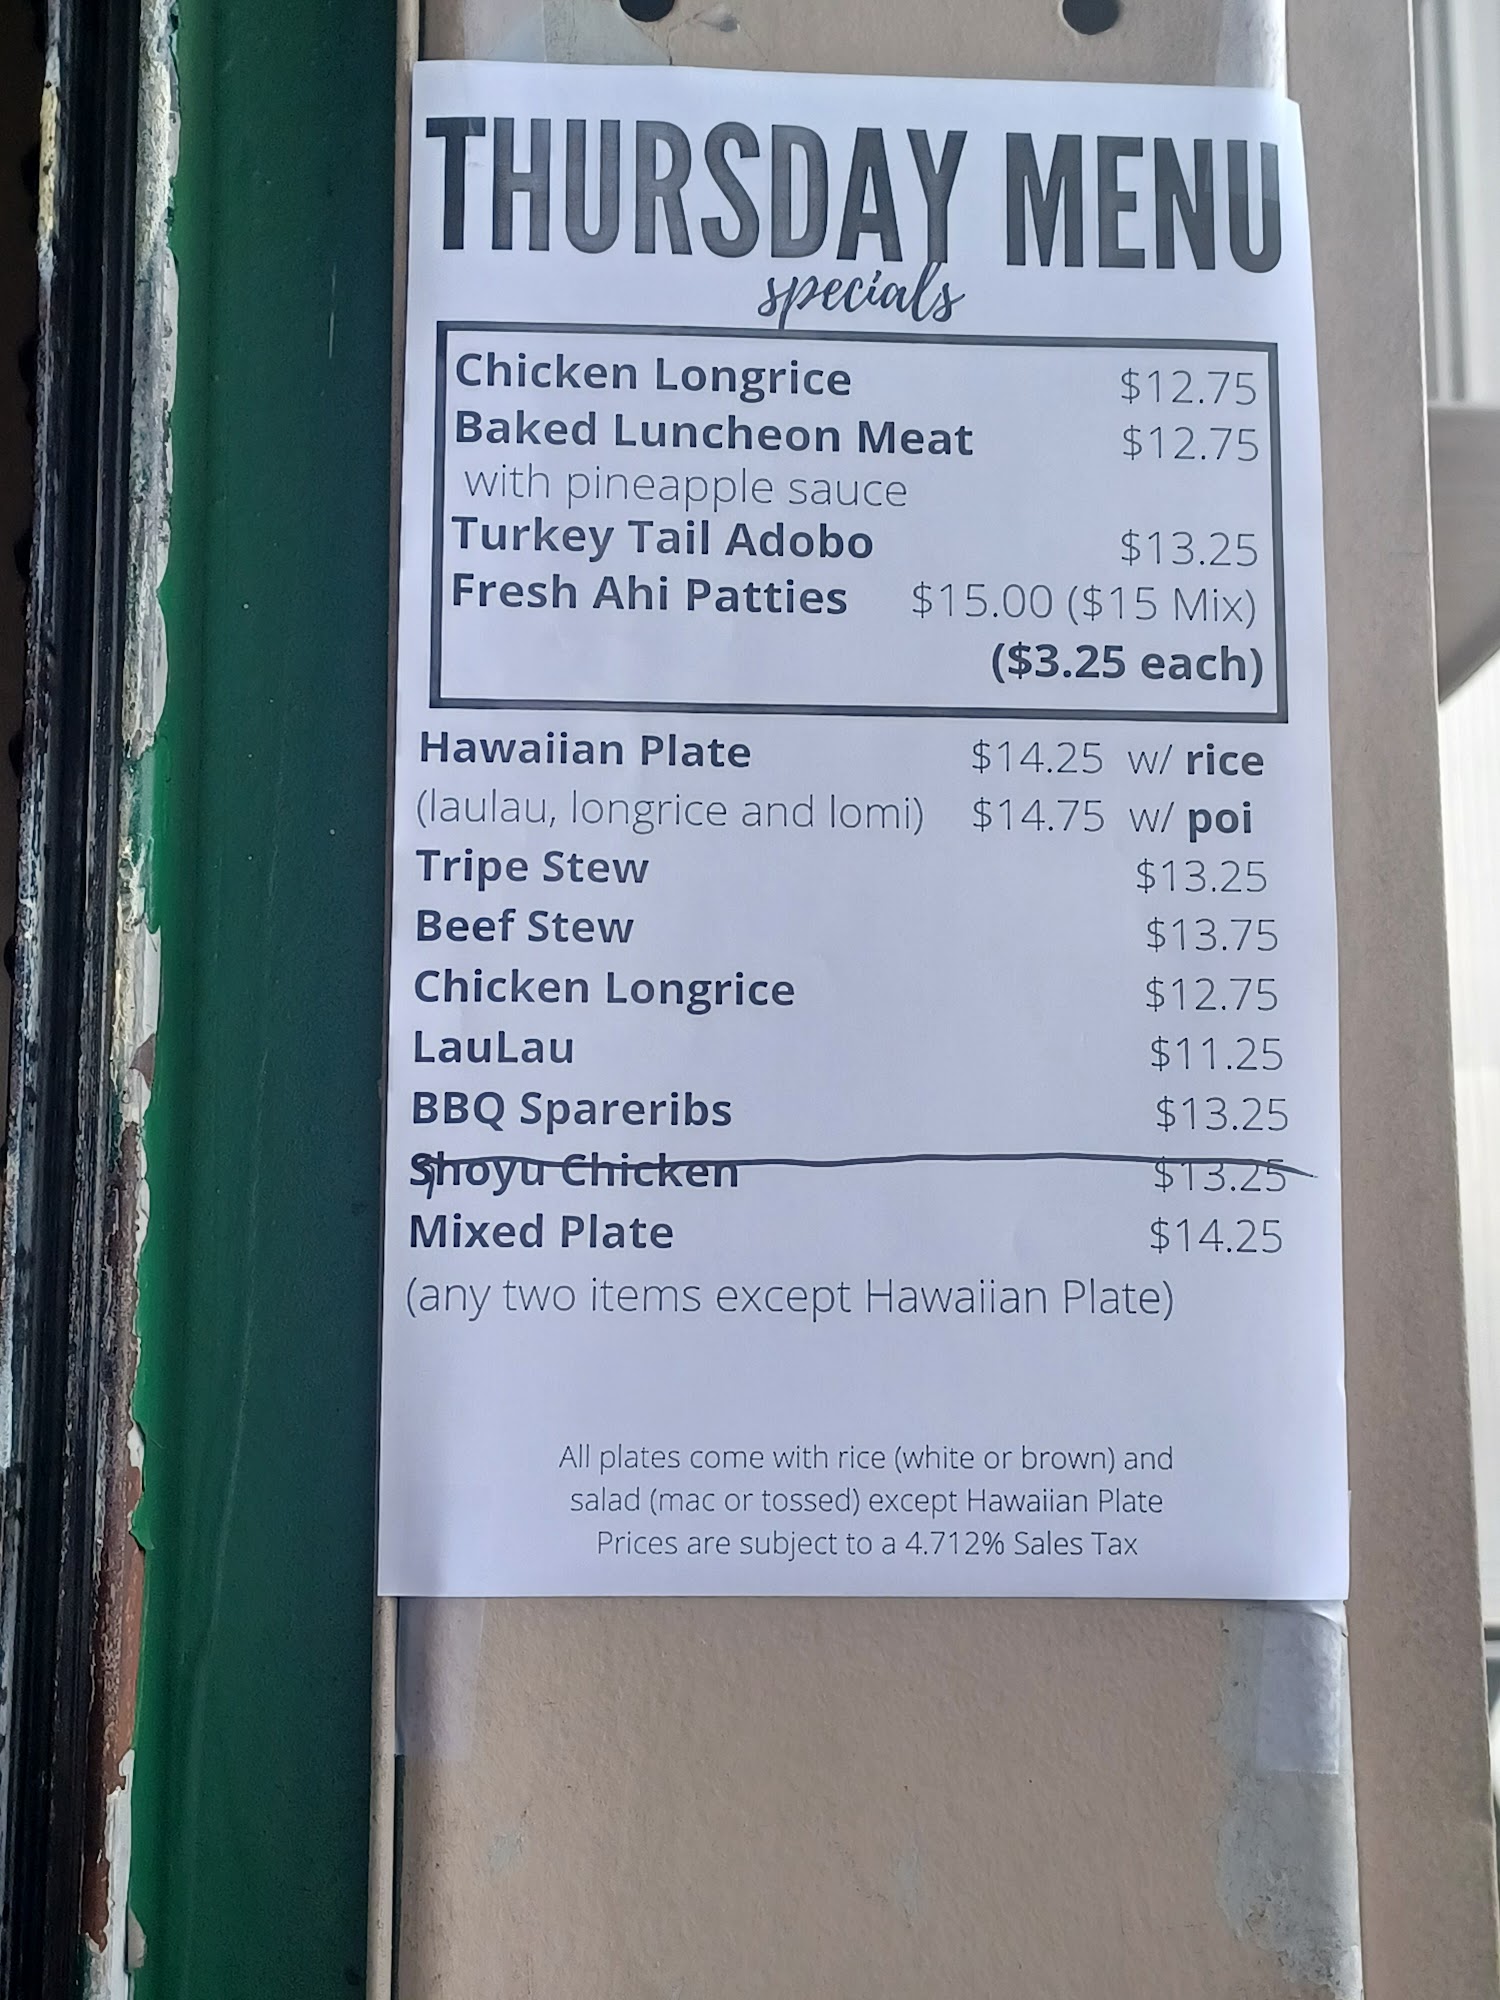 THURSDAY MENU
specials
Chicken Longrice $12.75
Baked Luncheon Meat $12.75
with pineapple sauce
Turkey Tail Adobo $13.25
Fresh Ahi Patties $15.00 ($15 Mix)
($3.25 each)
Hawaiian Plate $14.25 w/ rice
(laulau, longrice and lomi) $14.75 w/ poi
Tripe Stew $13.25
Beef Stew $13.75
Chicken Longrice $12.75
LauLau $11.25
BBQ Spareribs $13.25
Shoyu Chicken $13.25
Mixed Plate $14.25
(any two items except Hawaiian Plate)
All plates come with rice (white or brown) and
salad (mac or tossed) except Hawaiian Plate
Prices are subject to a 4.712% Sales Tax